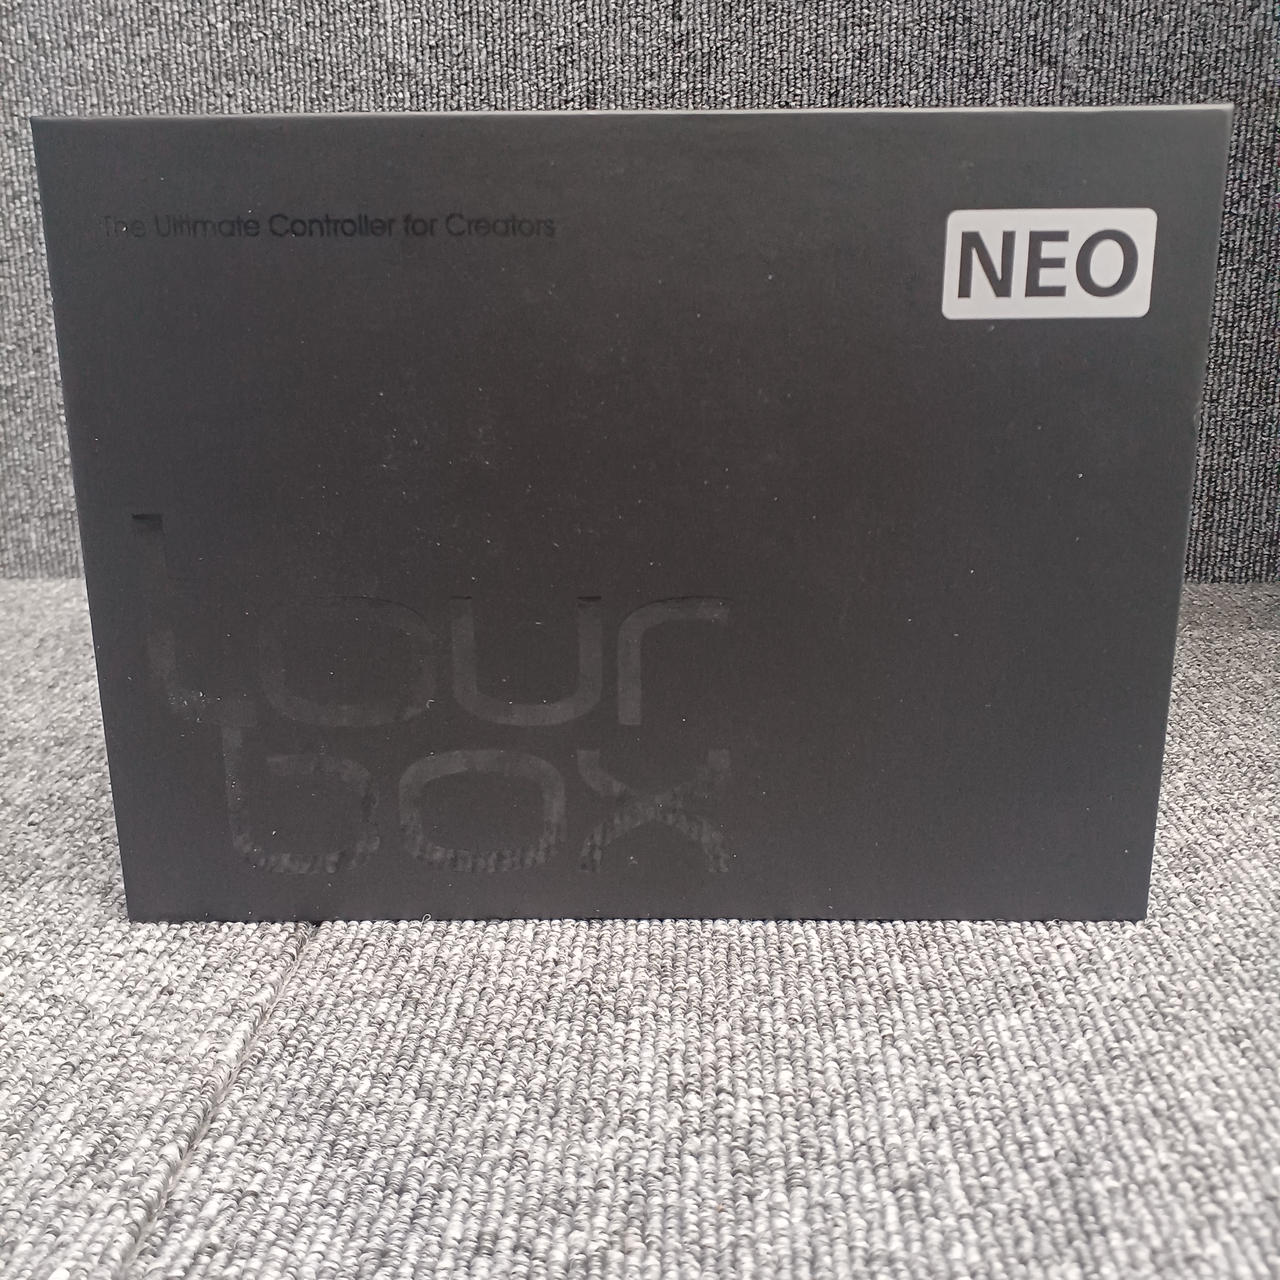 The Ultimate Controller for Creators
NEO
tour
box